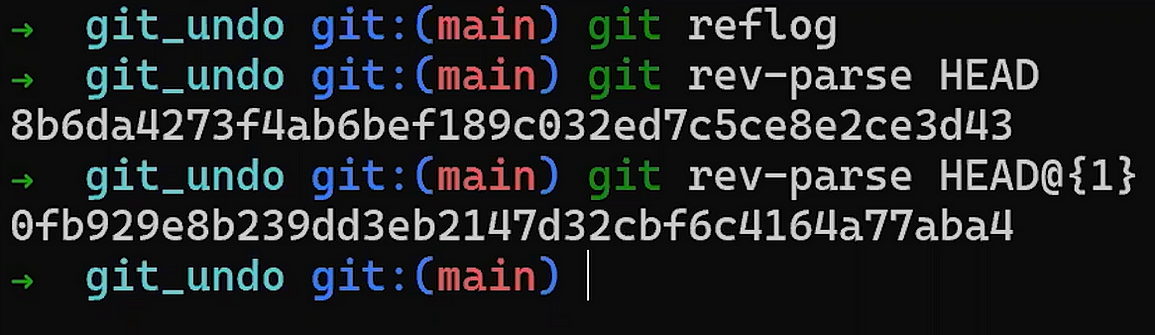 → git_undo git:(main) git reflog
→ git_undo git:(main) git rev-parse HEAD
8b6da4273f4ab6bef189c032ed7c5ce8e2ce3d43
→ git_undo git:(main) git rev-parse HEAD@{1}
0fb929e8b239dd3eb2147d32cbf6c4164a77aba4
→ git_undo git:(main)